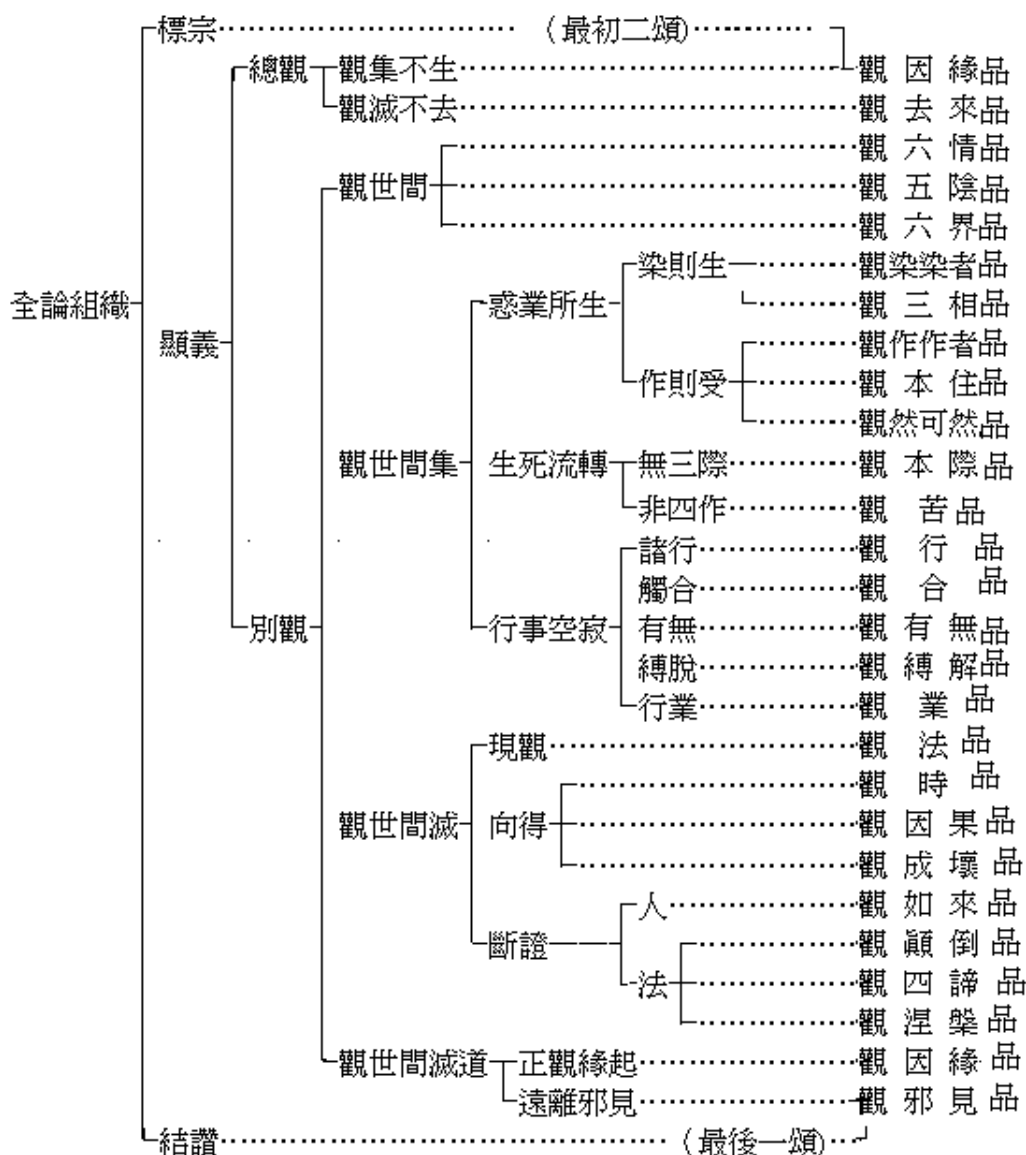 標宗 (最初二頌)
總觀 觀集不生 觀因緣品
觀滅不去 觀去來品
觀六情品
觀世間 觀五陰品
觀六界品
染則生 觀染染者品
全論組織 惑業所生 觀三相品
顯義 觀作作者品
作則受 觀本住品
觀然可然品
觀世間集 生死流轉 無三際 觀本際品
非四作 觀苦品
諸行 觀行品
觸合 觀合品
別觀 行事空寂 有無 觀有無品
縛脫 觀縛解品
行業 觀業品
現觀 觀法品
觀時品
觀世間滅 向得 觀因果品
觀成壞品
人 觀如來品
斷證 觀顛倒品
法 觀四諦品
觀涅槃品
觀世間滅道 正觀緣起 觀因緣品
遠離邪見 觀邪見品
結讚 (最後一頌)